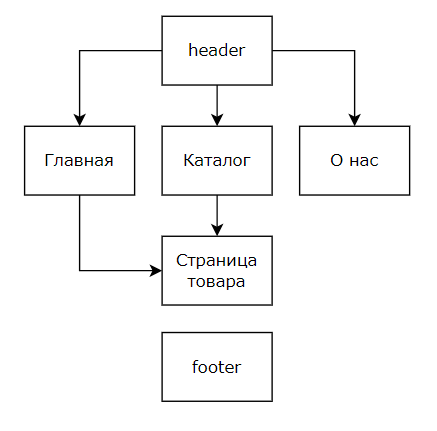 header
Главная
Каталог
О нас
Страница
товара
footer